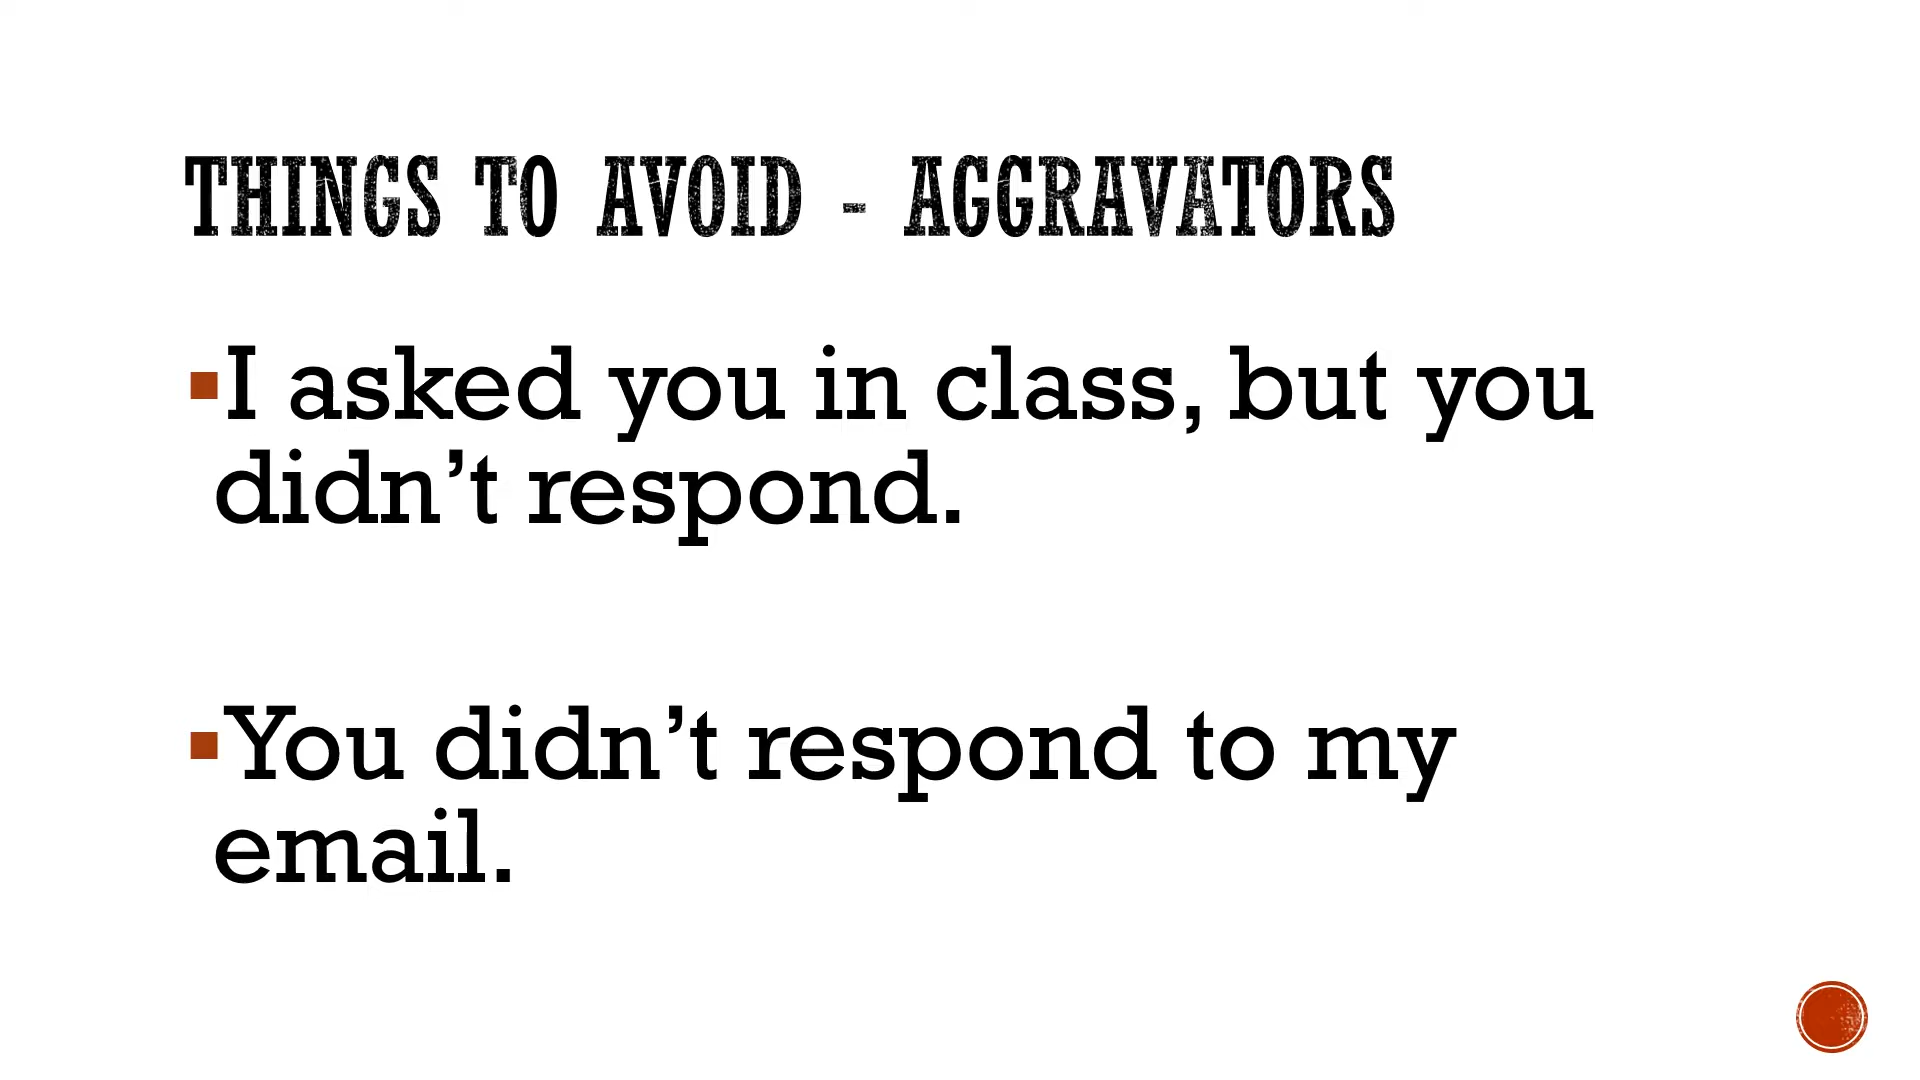 THINGS TO AVOID - AGGRAVATORS
▪I asked you in class, but you
didn’t respond.
▪You didn’t respond to my
email.